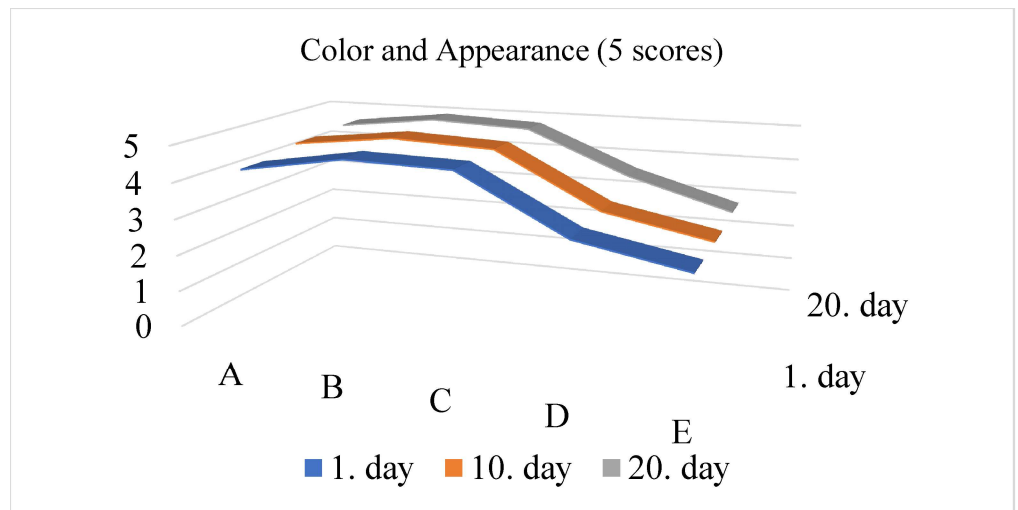 Color and Appearance (5 scores)
5
4
3
2
1
0
20. day
1. day
A
B
C
D
E
1. day 10. day 20. day